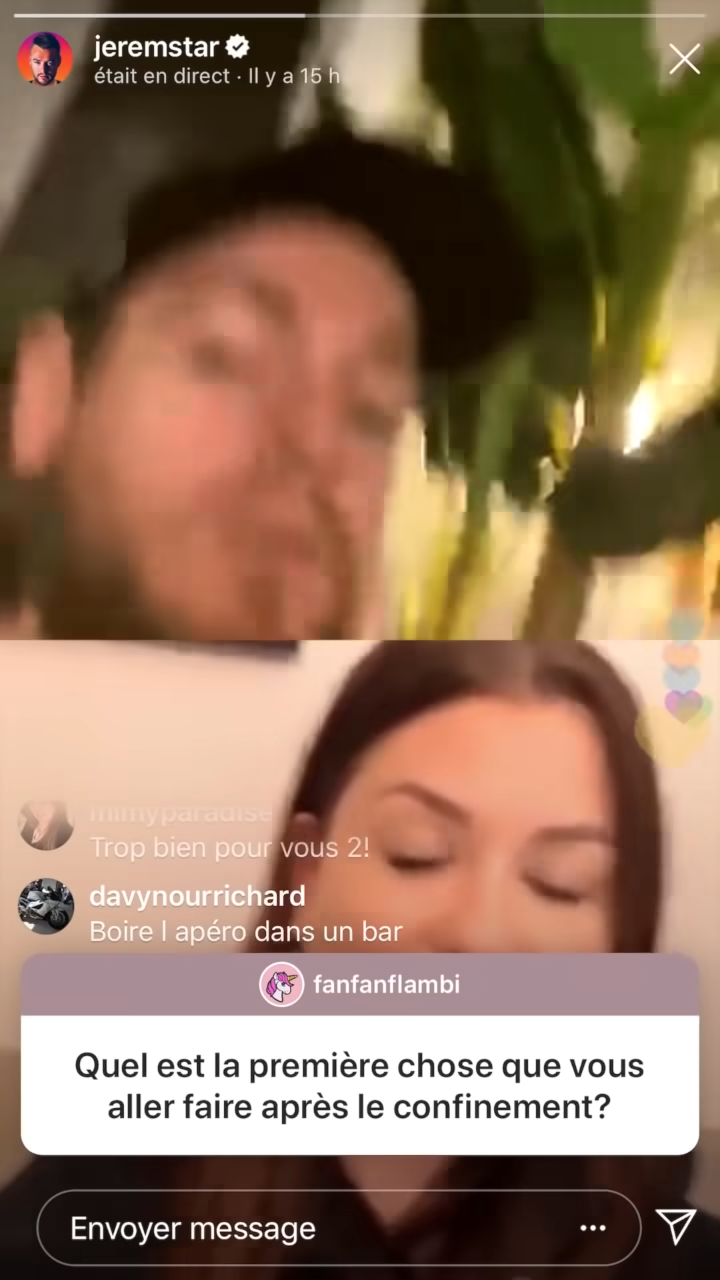 jeremstar
était en direct · Il y a 15 h
mimyparadise
Trop bien pour vous 2!
davynourrichard
Boire l apéro dans un bar
fanfanflambi
Quel est la première chose que vous
aller faire après le confinement?
Envoyer message